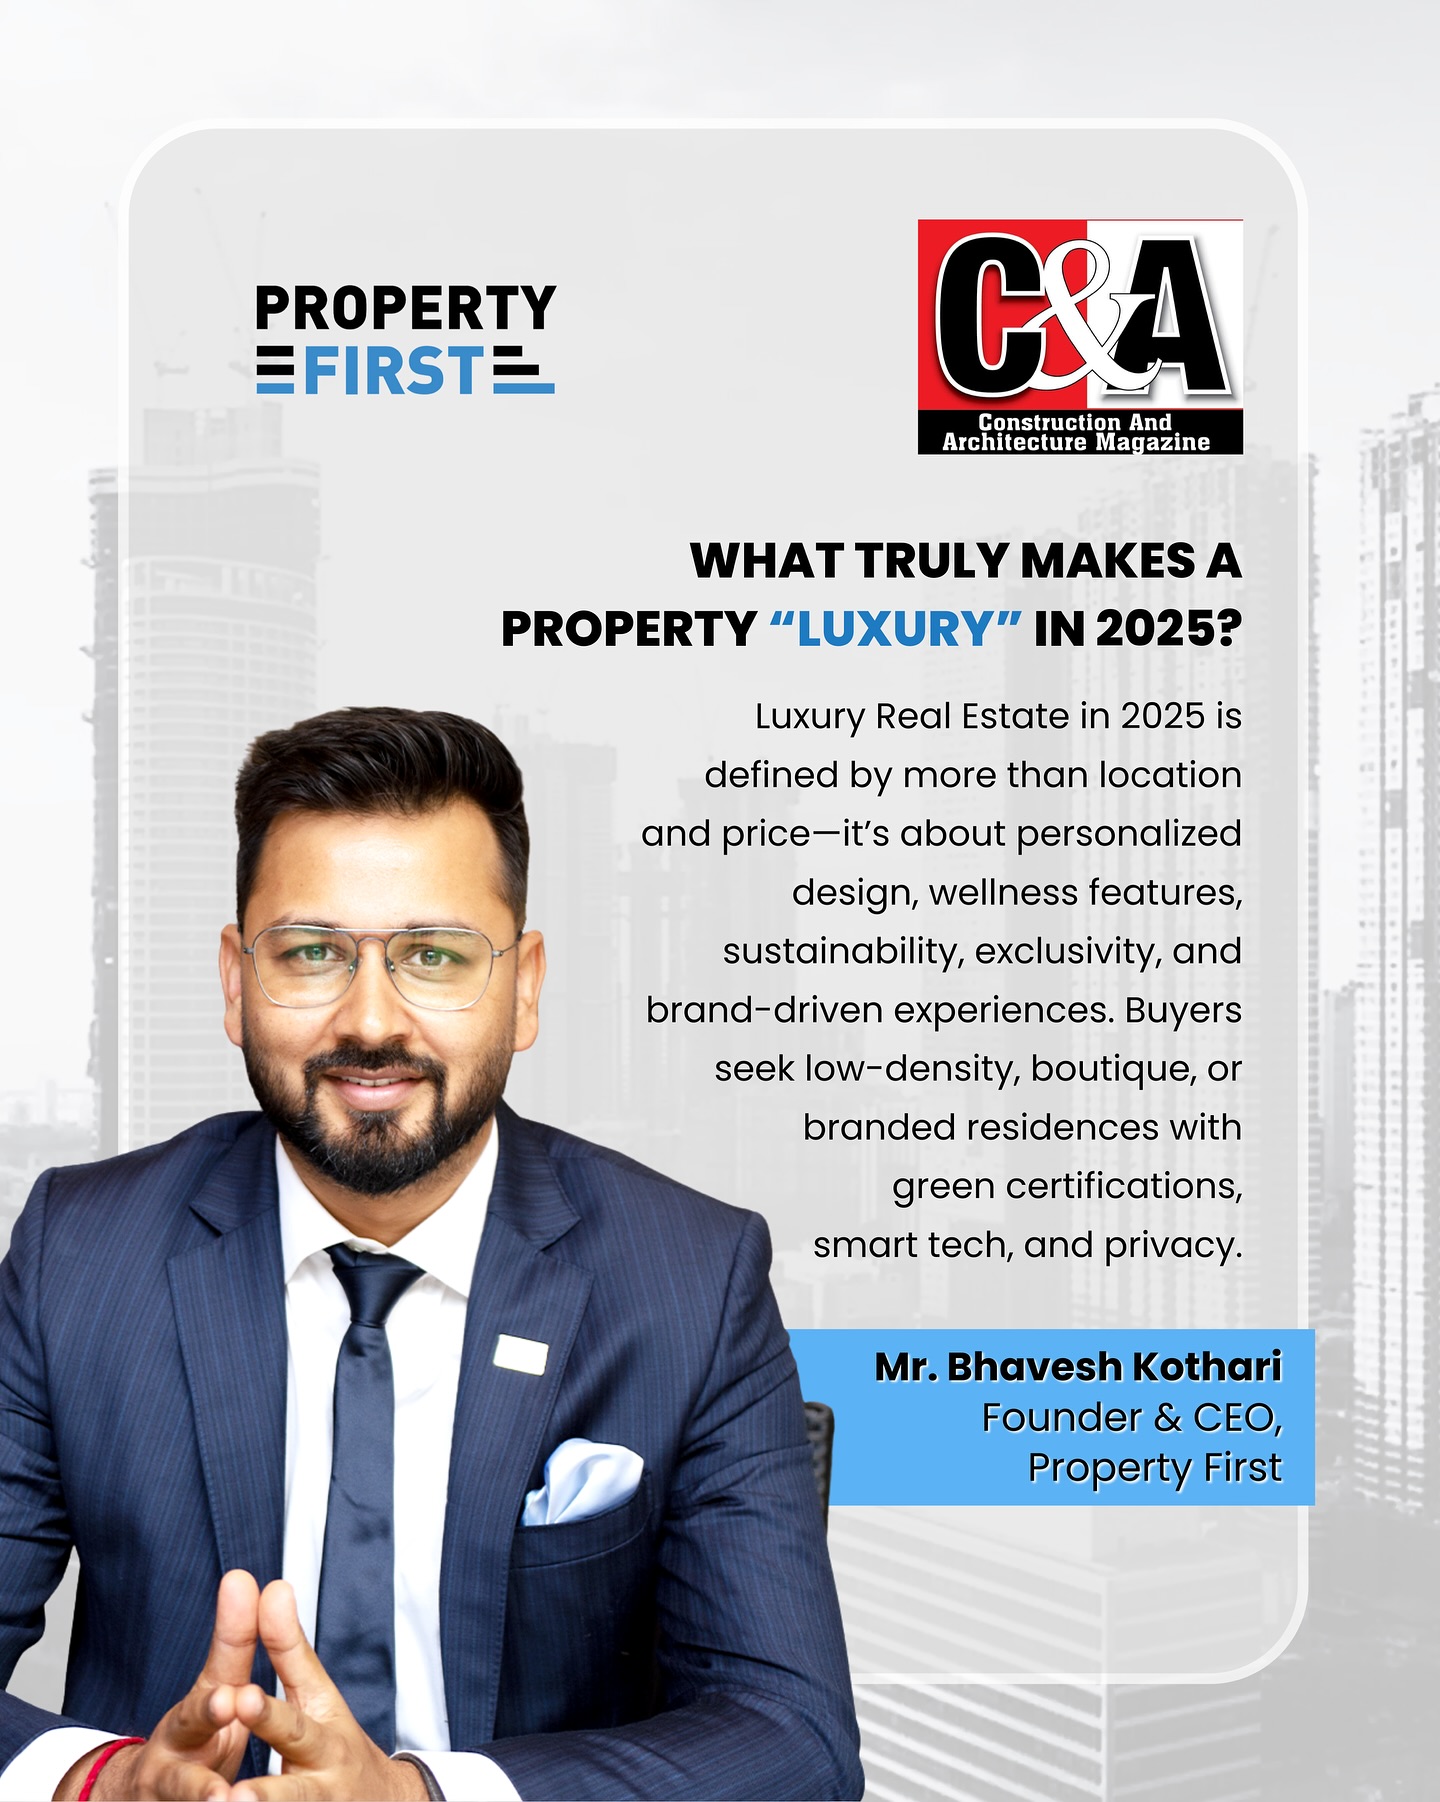 PROPERTY
FIRST
C&A
Construction And
Architecture Magazine
WHAT TRULY MAKES A
PROPERTY “LUXURY” IN 2025?
Luxury Real Estate in 2025 is
defined by more than location
and price—it’s about personalized
design, wellness features,
sustainability, exclusivity, and
brand-driven experiences. Buyers
seek low-density, boutique, or
branded residences with
green certifications,
smart tech, and privacy.
Mr. Bhavesh Kothari
Founder & CEO,
Property First